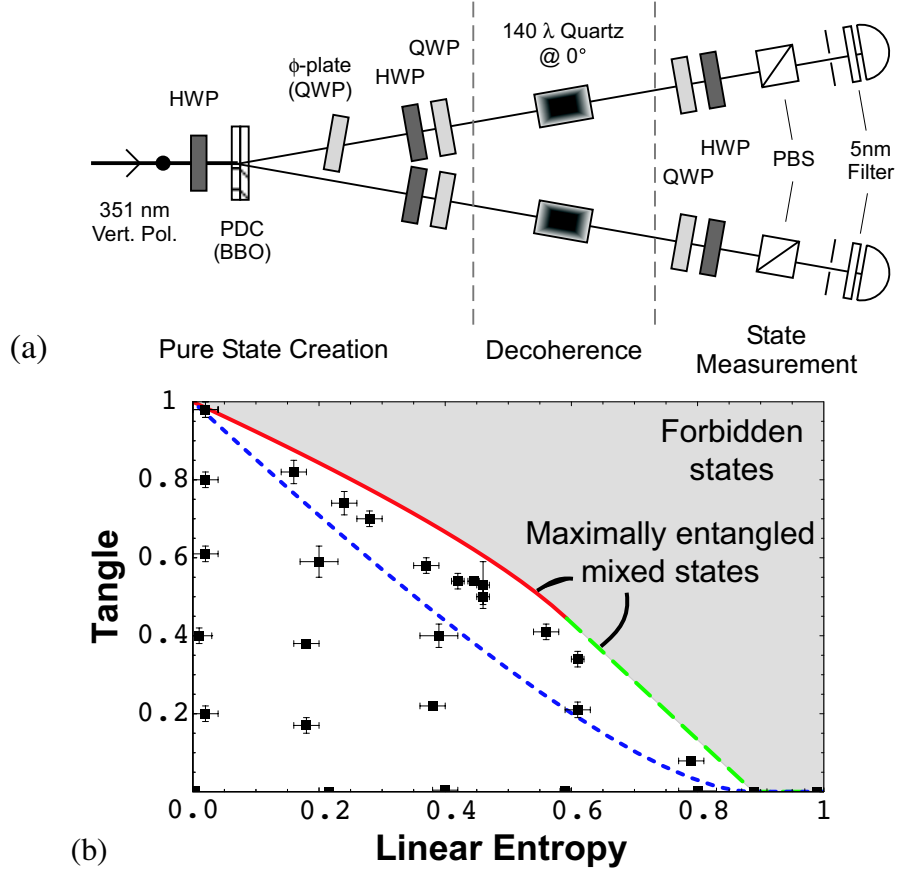 140 λ Quartz
@ 0°
QWP
ϕ-plate
(QWP)
HWP
HWP
HWP
QWP
PBS
5nm
Filter
351 nm
Vert. Pol.
PDC
(BBO)
(a)
Pure State Creation
Decoherence
State
Measurement
1
0.8
0.6
0.4
0.2
Tangle
Forbidden
states
Maximally entangled
mixed states
0.0
0.2
0.4
0.6
0.8
1
Linear Entropy
(b)